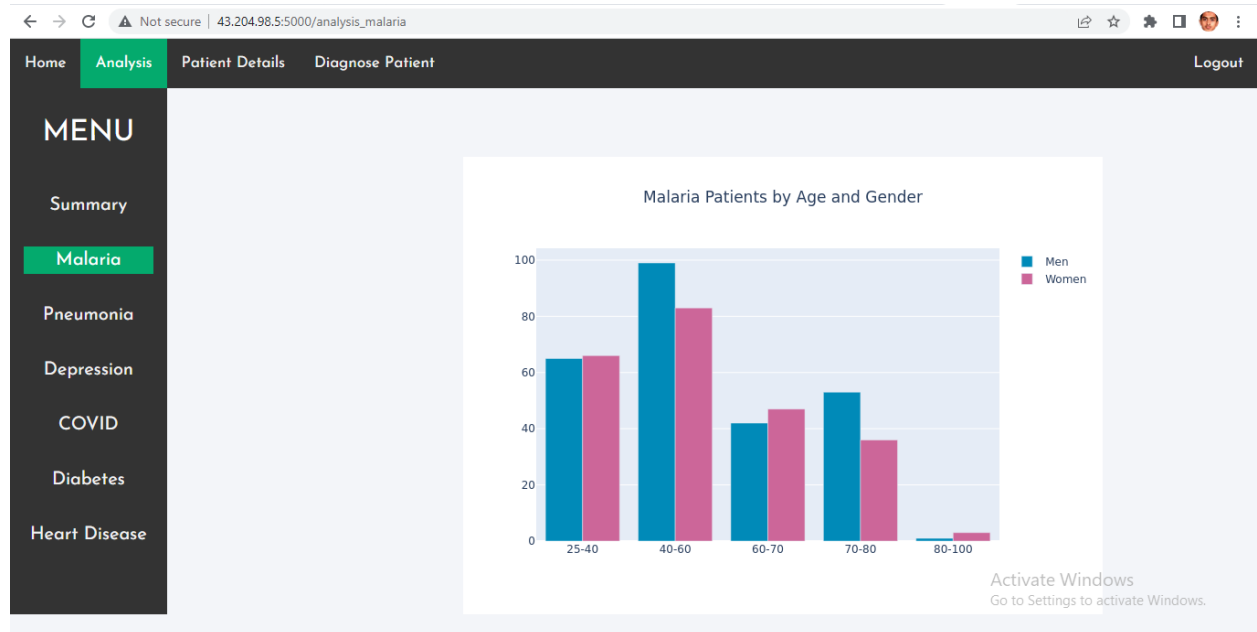 Not secure | 43.204.98.5:5000/analysis_malaria
Home Analysis Patient Details Diagnose Patient Logout
MENU
Summary
Malaria
Pneumonia
Depression
COVID
Diabetes
Heart Disease
Malaria Patients by Age and Gender
100
80
60
40
20
0
25-40 40-60 60-70 70-80 80-100
Men
Women
Activate Windows
Go to Settings to activate Windows.